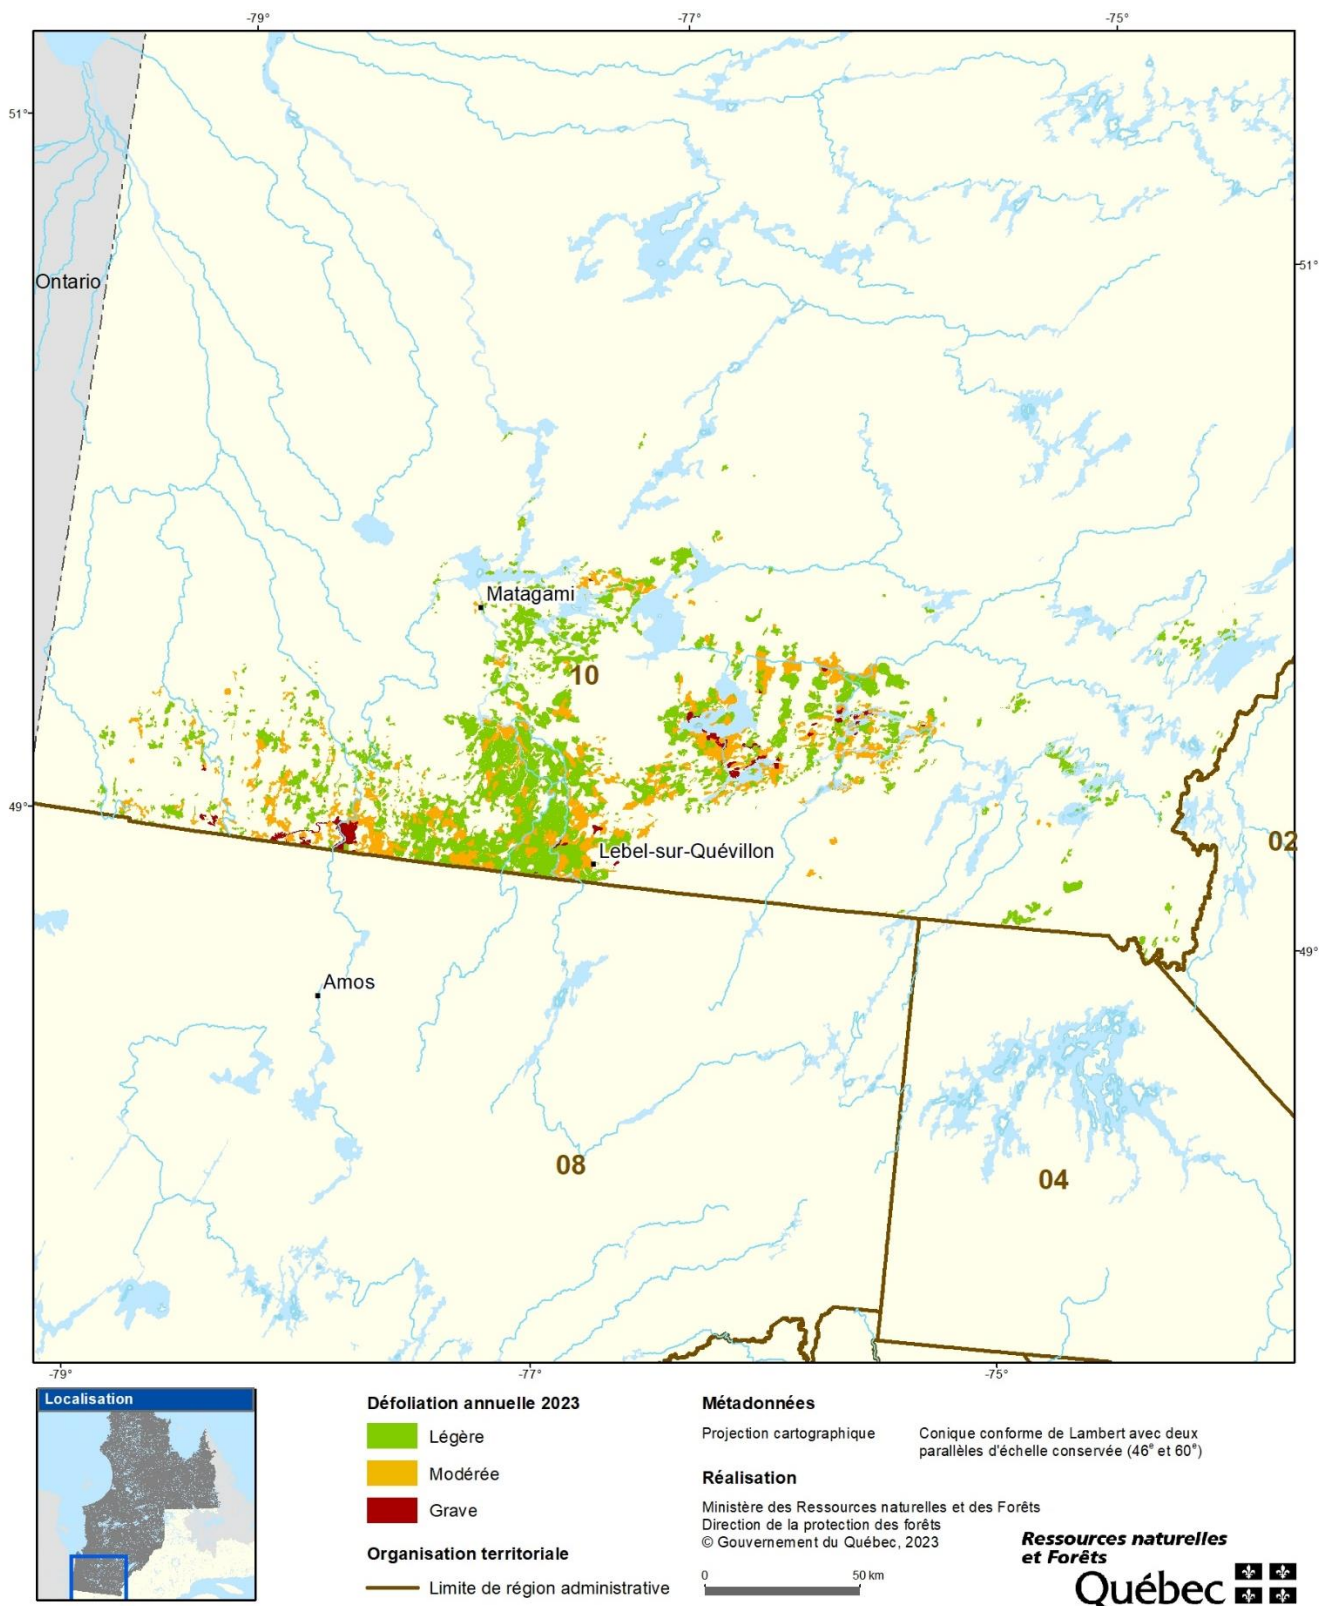 -79°
-77°
-75°
51°
51°
Ontario
Matagami
10
49°
Lebel-sur-Quévillon
02
49°
Amos
08
04
-79°
-77°
-75°
Localisation
Défoliation annuelle 2023
Légère
Modérée
Grave
Organisation territoriale
Limite de région administrative
Métadonnées
Projection cartographique
Conique conforme de Lambert avec deux
parallèles d'échelle conservée (46e et 60e)
Réalisation
Ministère des Ressources naturelles et des Forêts
Direction de la protection des forêts
© Gouvernement du Québec, 2023
0
50 km
Ressources naturelles
et Forêts
Québec